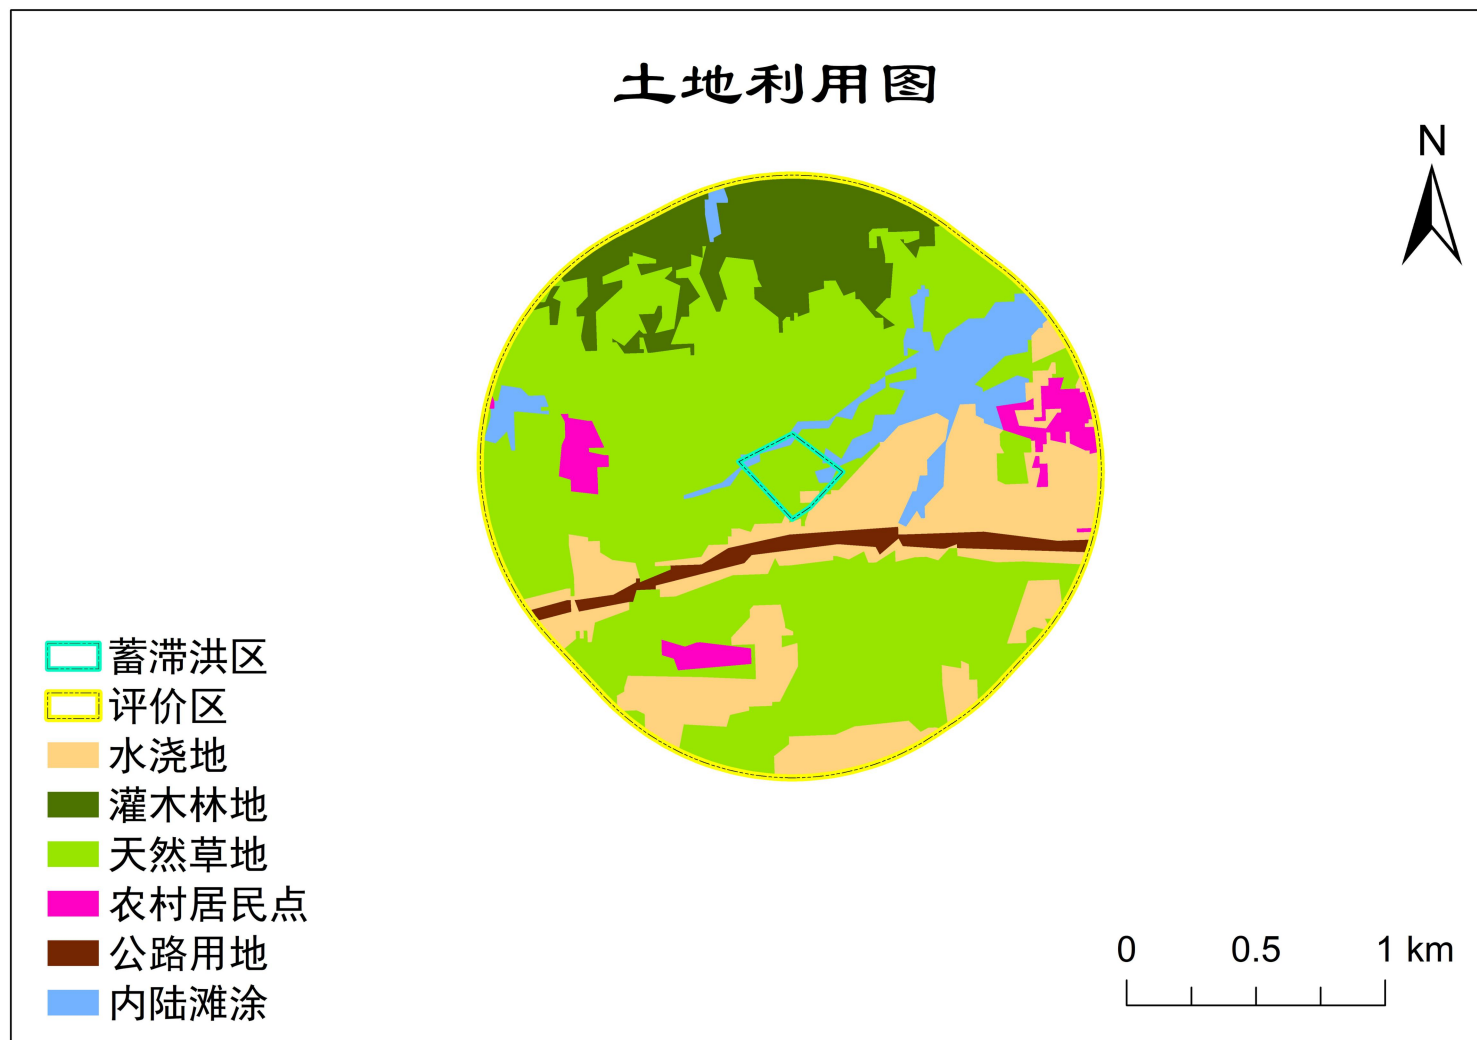 土地利用图
N
蓄滞洪区
评价区
水浇地
灌木林地
天然草地
农村居民点
公路用地
内陆滩涂
0 0.5 1 km